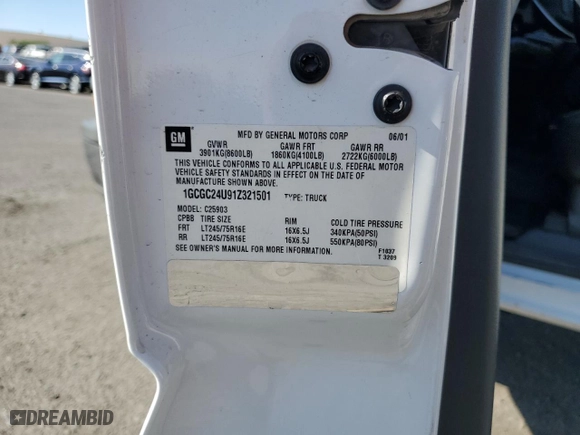 GM
MFD BY GENERAL MOTORS CORP 06/01
GVWR GAWR FRT GAWR RR
3901KG(8600LB) 1860KG(4100LB) 2722KG(6000LB)
THIS VEHICLE CONFORMS TO ALL APPLICABLE U.S. FEDERAL MOTOR
VEHICLE SAFETY STANDARDS IN EFFECT ON THE DATE OF
MANUFACTURE SHOWN ABOVE.
1GCGC24U91Z321501 TYPE: TRUCK
MODEL: C25903
CPBB TIRE SIZE RIM COLD TIRE PRESSURE
FRT LT245/75R16E 16X6.5J 340KPA(50PSI)
RR LT245/75R16E 16X6.5J 550KPA(80PSI)
SEE OWNER'S MANUAL FOR MORE INFORMATION. F1037
T 3209
DREAMBID